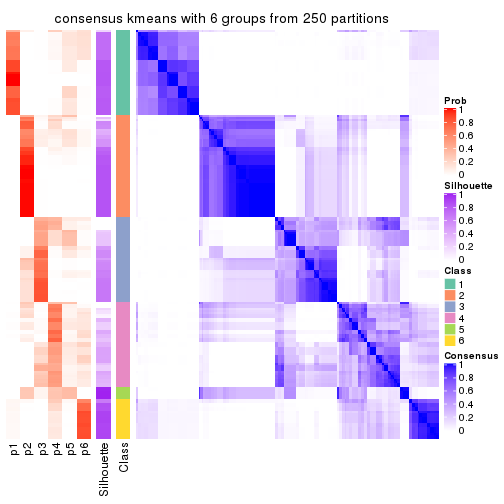 consensus kmeans with 6 groups from 250 partitions
Prob
1
0.8
0.6
0.4
0.2
0
Silhouette
1
0.8
0.6
0.4
0.2
0
Class
1
2
3
4
5
6
Consensus
1
0.8
0.6
0.4
0.2
0
p1
p2
p3
p4
p5
p6
Silhouette
Class